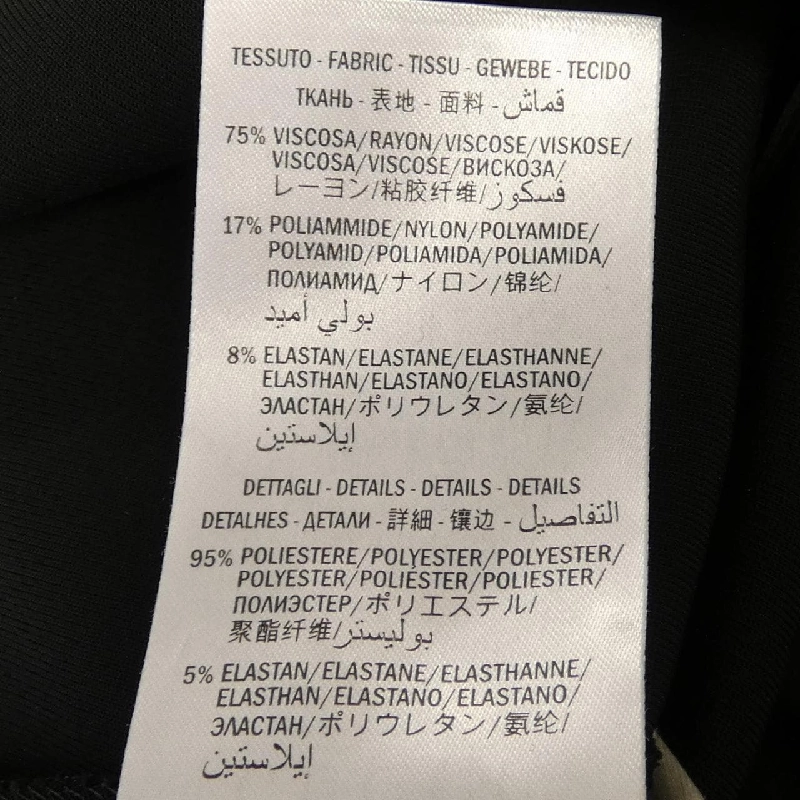 TESSUTO - FABRIC - TISSU - GEWEBE - TECIDO
ТКАНЬ - 表地 - 面料 - قماش
75% VISCOSA/RAYON/VISCOSE/VISKOSE/
VISCOSA/VISCOSE/ВИСКОЗА/
レーヨン/粘胶纤维/فسكوز
17% POLIAMMIDE/NYLON/POLYAMIDE/
POLYAMID/POLIAMIDA/POLIAMIDA/
ПОЛИАМИД/ナイロン/锦纶/
بولي أميد
8% ELASTAN/ELASTANE/ELASTHANNE/
ELASTHAN/ELASTANO/ELASTANO/
ЭЛАСТАН/ポリウレタン/氨纶/
إيلاستين
DETTAGLI - DETAILS - DETAILS - DETAILS
DETALHES - ДЕТАЛИ - 詳細 - 镶边 - التفاصيل
95% POLIESTERE/POLYESTER/POLYESTER/
POLYESTER/POLIÉSTER/POLIESTER/
ПОЛИЭСТЕР/ポリエステル/
聚酯纤维/بوليستر
5% ELASTAN/ELASTANE/ELASTHANNE/
ELASTHAN/ELASTANO/ELASTANO/
ЭЛАСТАН/ポリウレタン/氨纶/
إيلاستين